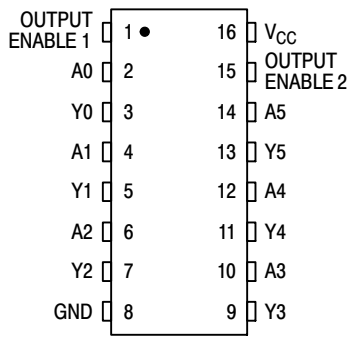 OUTPUT
ENABLE 1 1 16 VCC
A0 2 15 OUTPUT
ENABLE 2
Y0 3 14 A5
A1 4 13 Y5
Y1 5 12 A4
A2 6 11 Y4
Y2 7 10 A3
GND 8 9 Y3